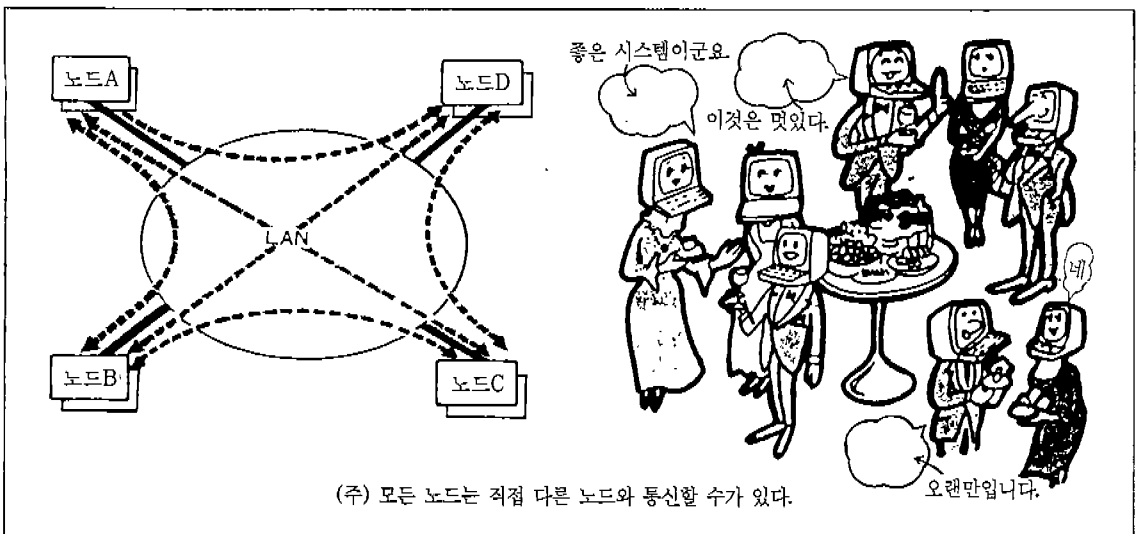 노드A
노드D
LAN
노드B
노드C
좋은 시스템이군요
이것은 멋있다.
네
오랜만입니다.
(주) 모든 노드는 직접 다른 노드와 통신할 수가 있다.